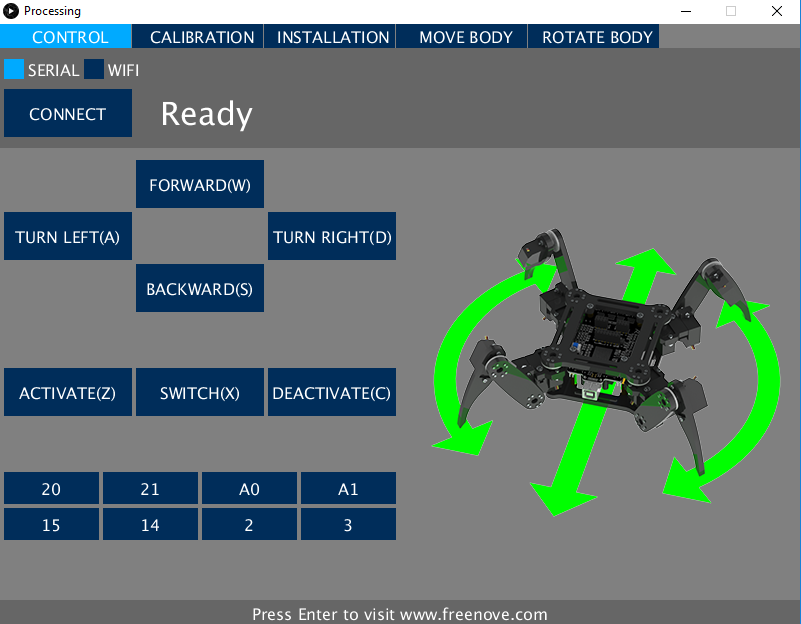 Processing
CONTROL CALIBRATION INSTALLATION MOVE BODY ROTATE BODY
SERIAL WIFI
CONNECT Ready
FORWARD(W)
TURN LEFT(A) TURN RIGHT(D)
BACKWARD(S)
ACTIVATE(Z) SWITCH(X) DEACTIVATE(C)
20 21 A0 A1
15 14 2 3
Press Enter to visit www.freenove.com